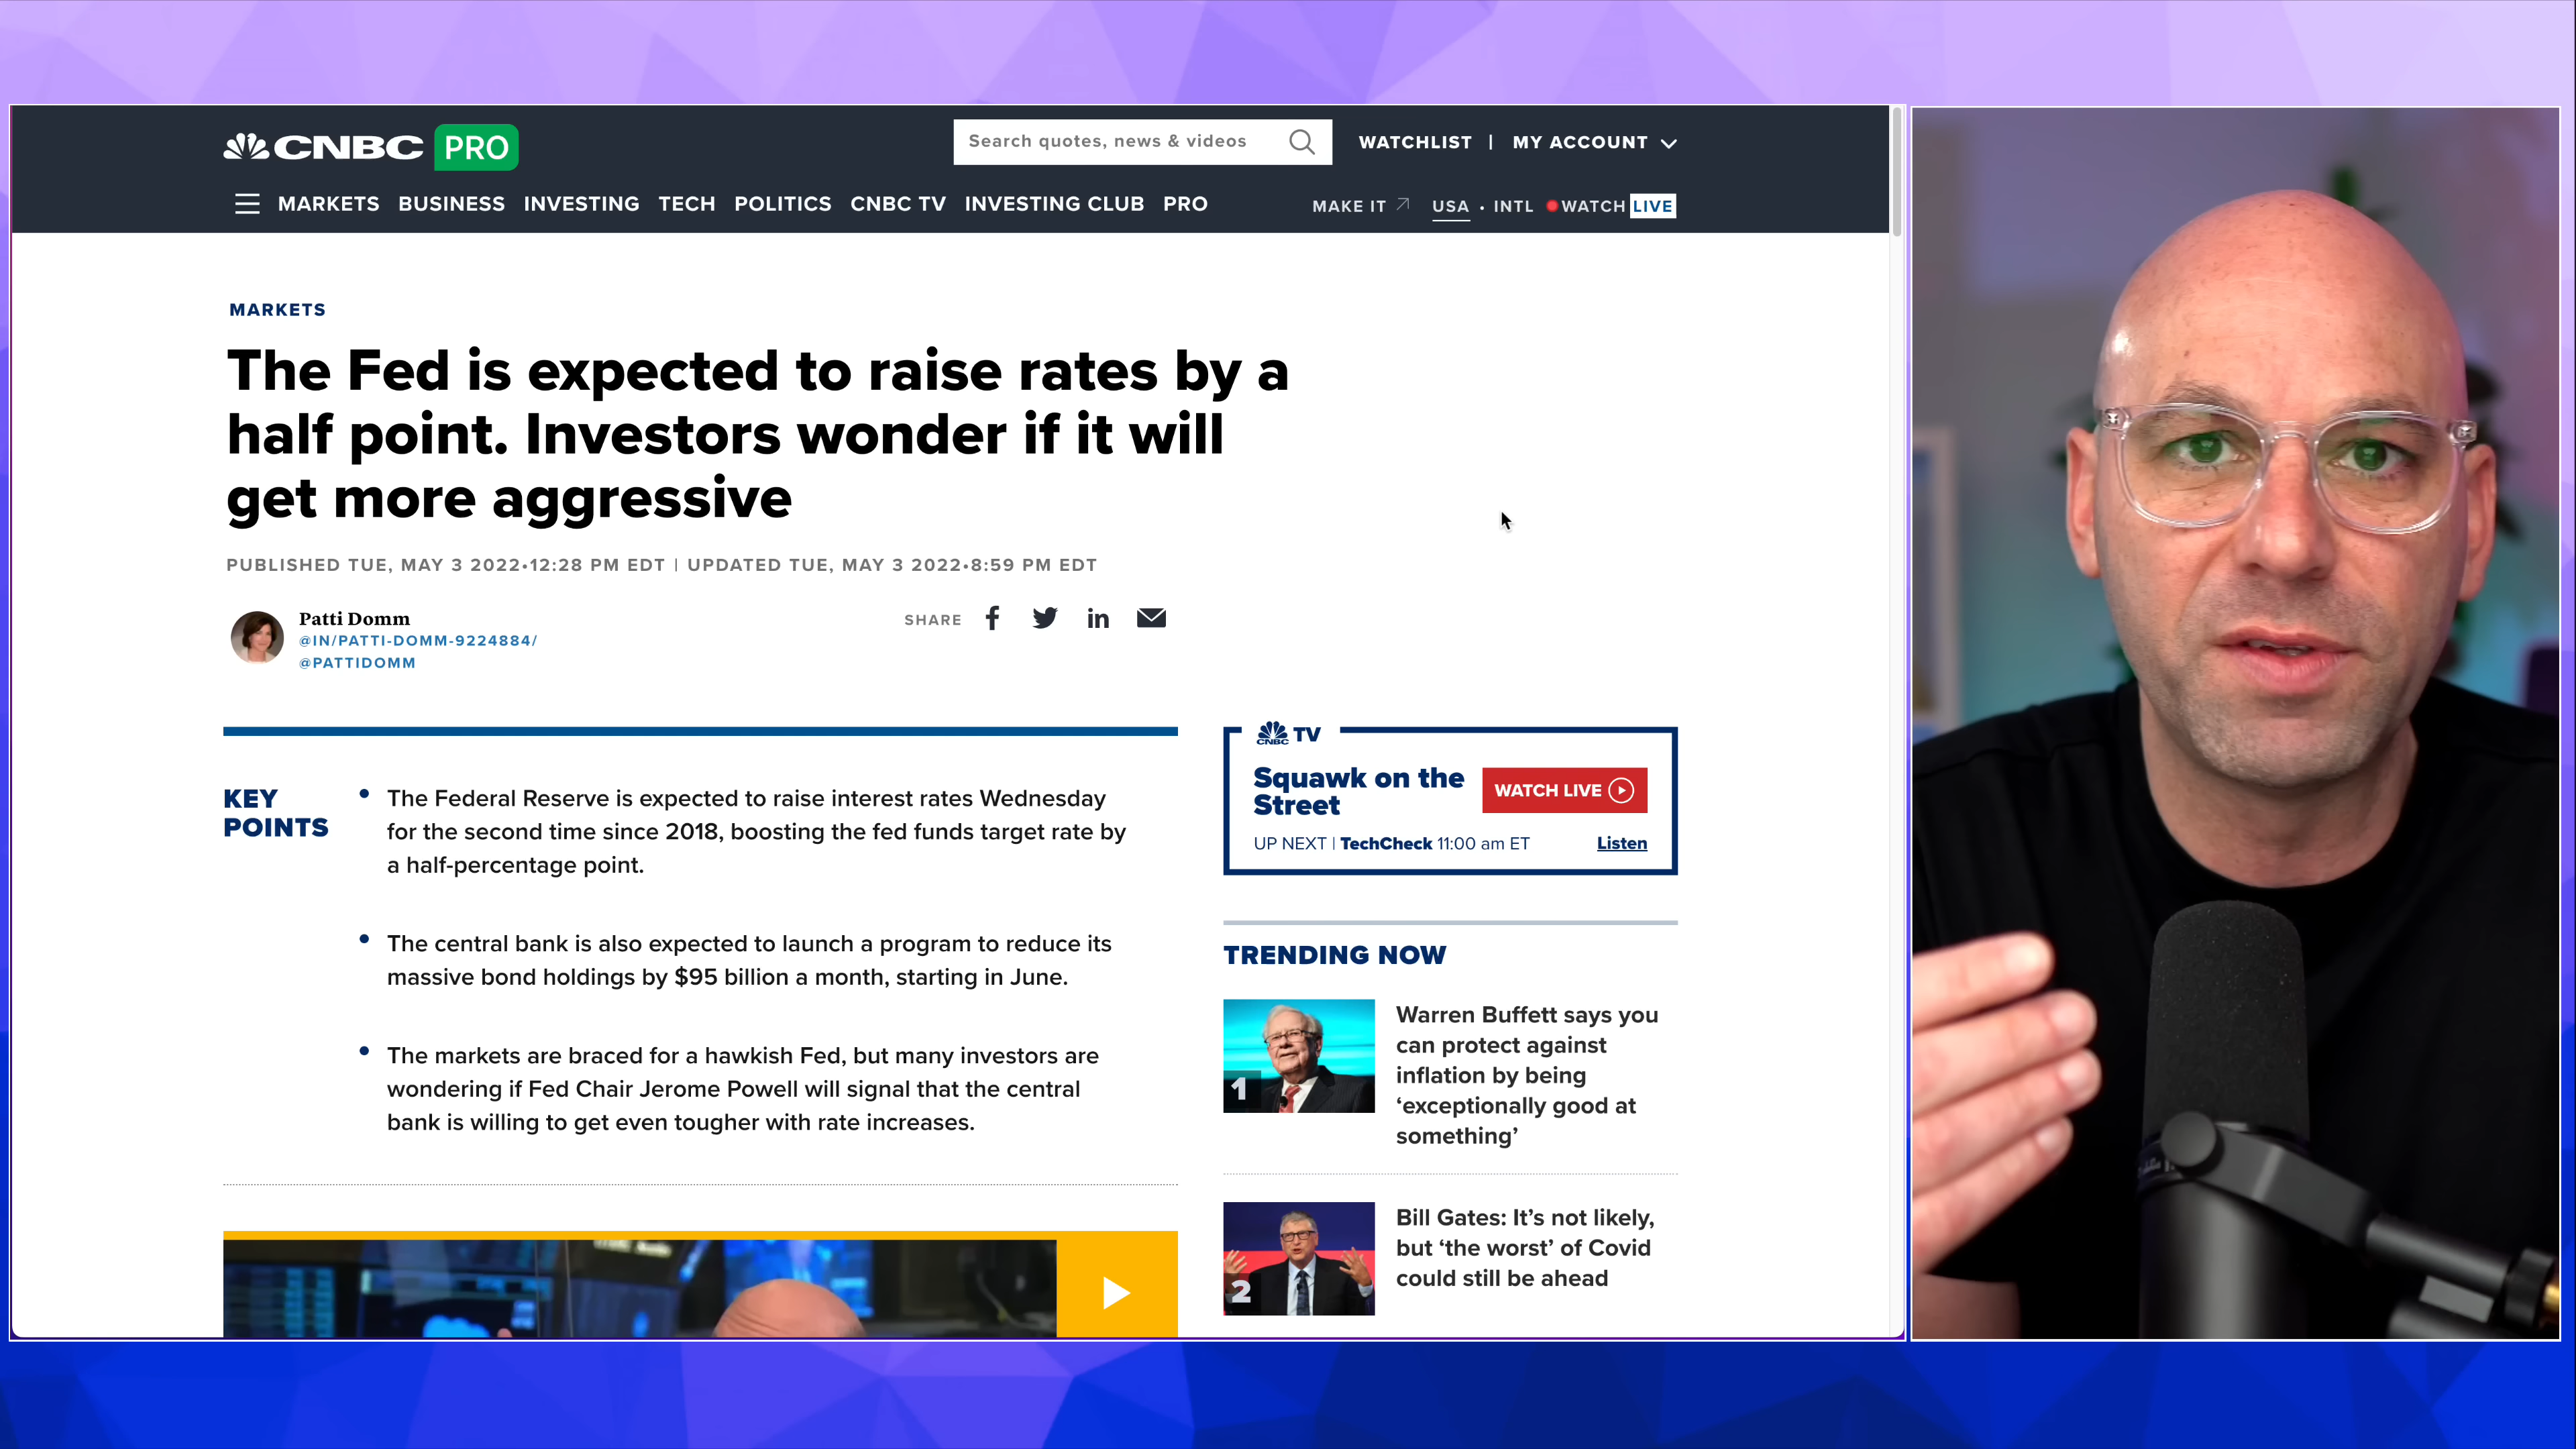 CNBC PRO
Search quotes, news & videos
WATCHLIST | MY ACCOUNT
MARKETS BUSINESS INVESTING TECH POLITICS CNBC TV INVESTING CLUB PRO
MAKE IT USA • INTL WATCH LIVE
MARKETS
The Fed is expected to raise rates by a
half point. Investors wonder if it will
get more aggressive
PUBLISHED TUE, MAY 3 2022•12:28 PM EDT | UPDATED TUE, MAY 3 2022•8:59 PM EDT
Patti Domm
@IN/PATTI-DOMM-9224884/
@PATTIDOMM
SHARE
KEY
POINTS
• The Federal Reserve is expected to raise interest rates Wednesday
for the second time since 2018, boosting the fed funds target rate by
a half-percentage point.
• The central bank is also expected to launch a program to reduce its
massive bond holdings by $95 billion a month, starting in June.
• The markets are braced for a hawkish Fed, but many investors are
wondering if Fed Chair Jerome Powell will signal that the central
bank is willing to get even tougher with rate increases.
CNBC TV
Squawk on the
Street
WATCH LIVE
UP NEXT | TechCheck 11:00 am ET
Listen
TRENDING NOW
1
Warren Buffett says you
can protect against
inflation by being
‘exceptionally good at
something’
2
Bill Gates: It’s not likely,
but ‘the worst’ of Covid
could still be ahead